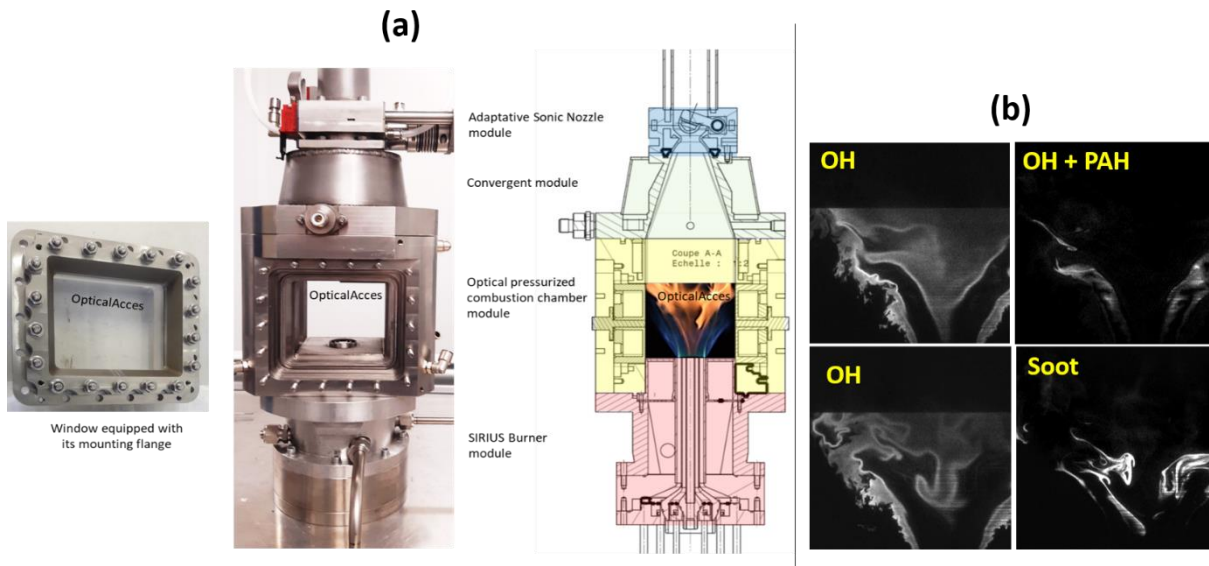 (a)
Adaptative Sonic Nozzle
module
Convergent module
Coupe A-A
Echelle : 1:2
OpticalAcces
OpticalAcces
OpticalAcces
Optical pressurized
combustion chamber
module
Window equipped with
its mounting flange
SIRIUS Burner
module
(b)
OH
OH + PAH
OH
Soot